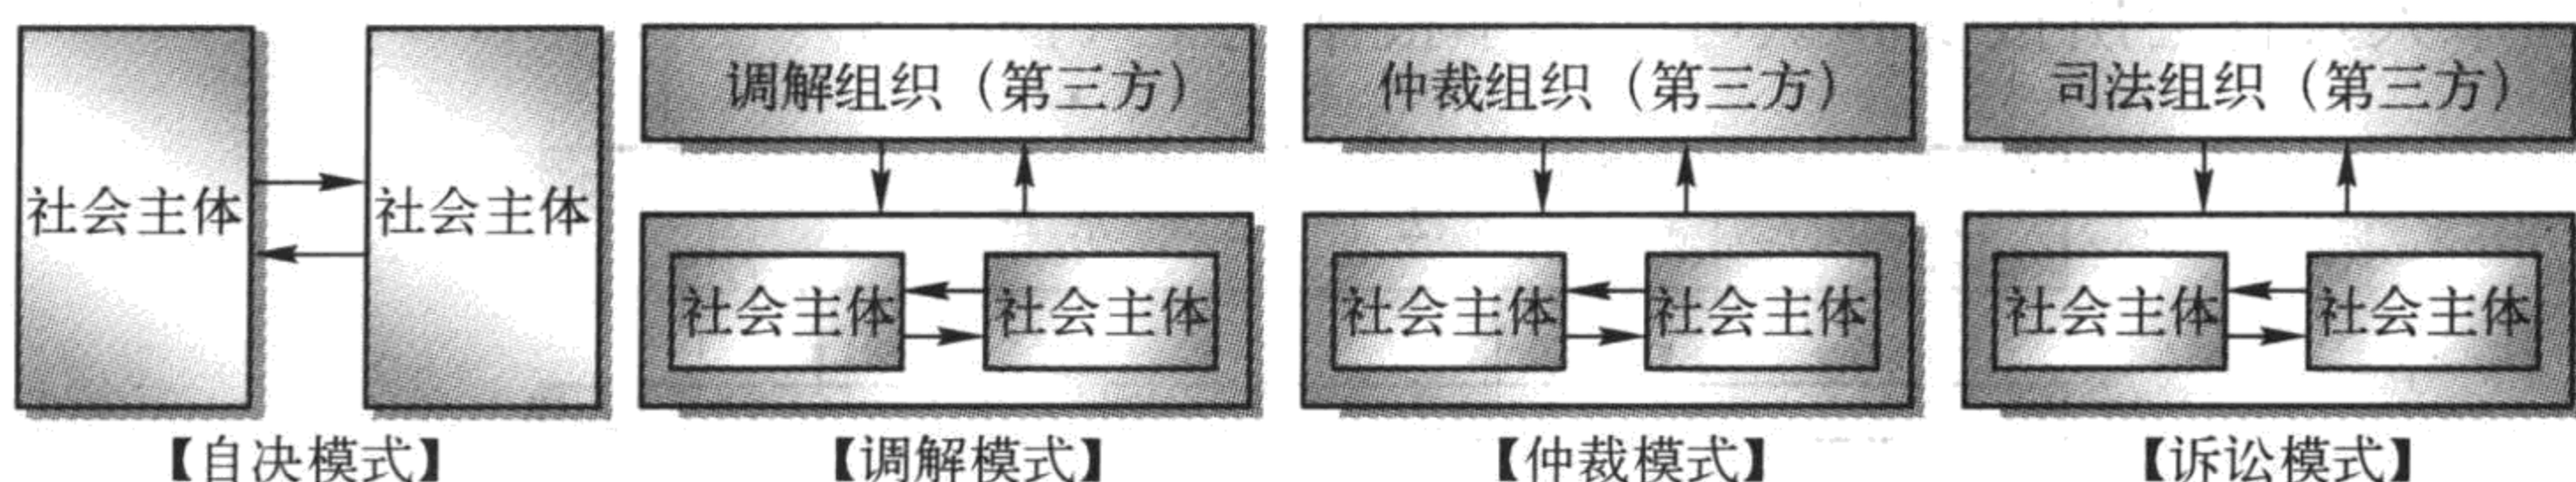 调解组织（第三方） 仲裁组织（第三方） 司法组织（第三方）
社会主体 社会主体
社会主体 社会主体 社会主体 社会主体 社会主体 社会主体
【自决模式】 【调解模式】 【仲裁模式】 【诉讼模式】